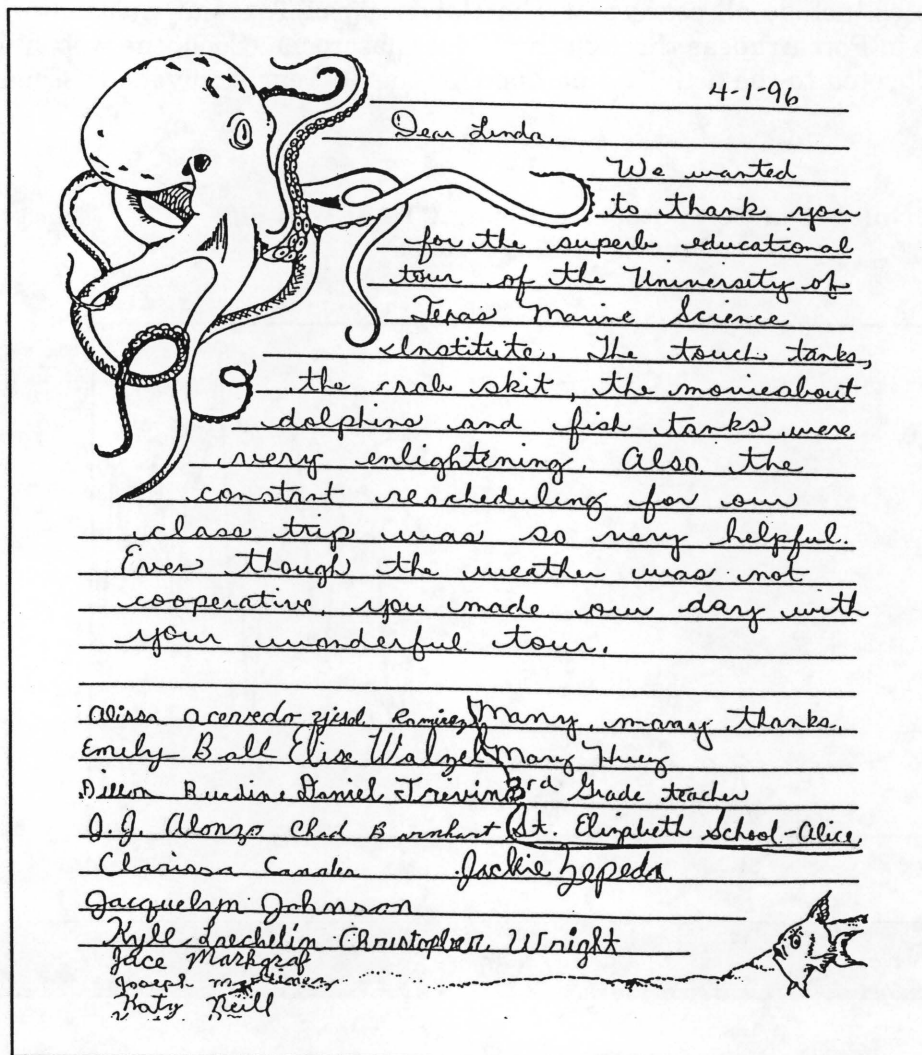 4-1-96
Dear Linda,
We wanted
to thank you
for the superb educational
tour of the University of
Texas Marine Science
Institute. The touch tanks,
the crab skit, the movie about
dolphins and fish tanks were
very enlightening. Also the
constant rescheduling for our
class trip was so very helpful.
Even though the weather was not
cooperative, you made our day with
your wonderful tour.
Alissa Acevedo Ramirez Many, many thanks,
Emily Ball Elise Walzel Mary Huey
Dillon Burdine Daniel Trevino 3rd Grade teacher
J.J. Alonzo Chad Barnhart St. Elizabeth School-Alice
Clarissa Canales Jackie Zepeda
Jacquelyn Johnson
Kyle Laechelin Christopher Wright
Jace Markgraf
Joseph
Katy Neill